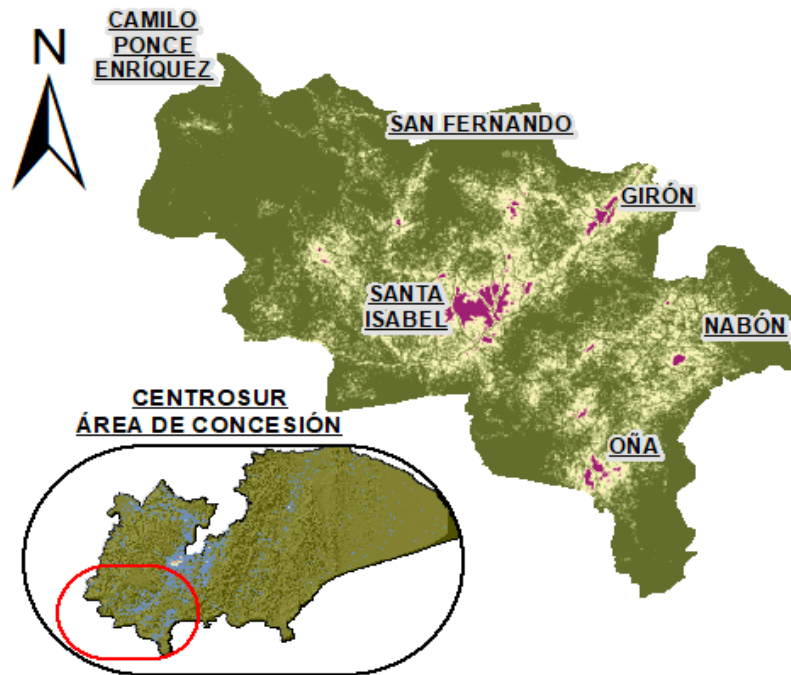 CAMILO
PONCE
ENRÍQUEZ
N
SAN FERNANDO
GIRÓN
SANTA
ISABEL
NABÓN
CENTROSUR
ÁREA DE CONCESIÓN
OÑA